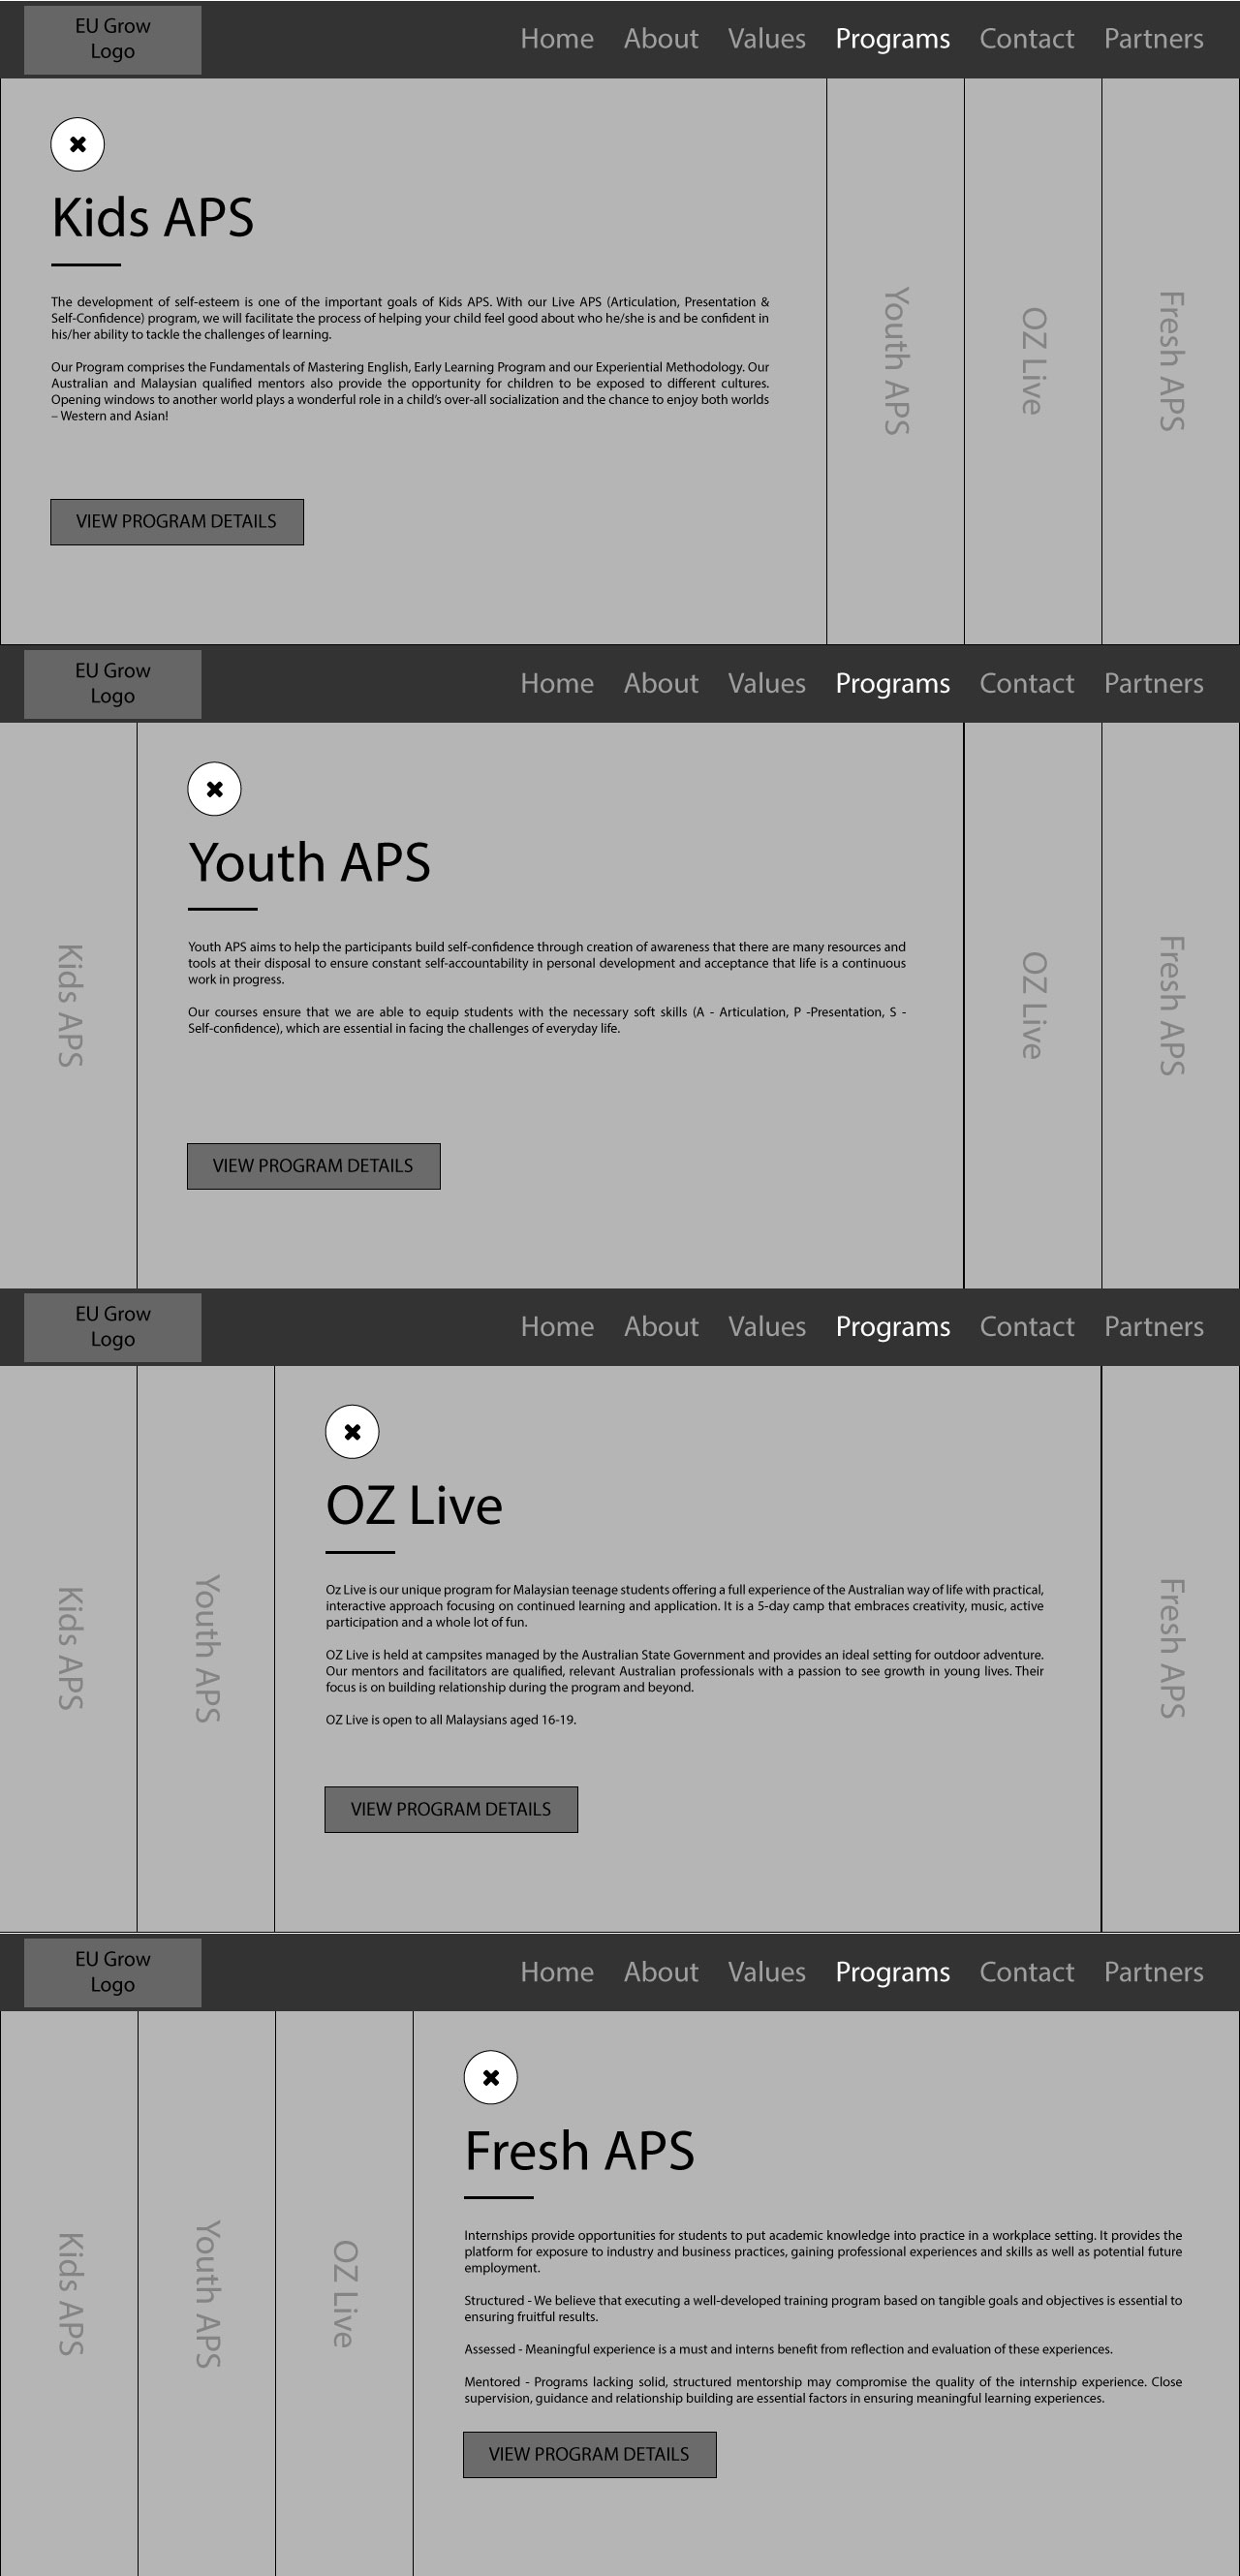 EU Grow
Logo
Home About Values Programs Contact Partners
Kids APS
The development of self-esteem is one of the important goals of Kids APS. With our Live APS (Articulation, Presentation &
Self-Confidence) program, we will facilitate the process of helping your child feel good about who he/she is and be confident in
his/her ability to tackle the challenges of learning.
Our Program comprises the Fundamentals of Mastering English, Early Learning Program and our Experiential Methodology. Our
Australian and Malaysian qualified mentors also provide the opportunity for children to be exposed to different cultures.
Opening windows to another world plays a wonderful role in a child’s over-all socialization and the chance to enjoy both worlds
– Western and Asian!
VIEW PROGRAM DETAILS
Youth APS
OZ Live
Fresh APS
EU Grow
Logo
Home About Values Programs Contact Partners
Kids APS
Youth APS
Youth APS aims to help the participants build self-confidence through creation of awareness that there are many resources and
tools at their disposal to ensure constant self-accountability in personal development and acceptance that life is a continuous
work in progress.
Our courses ensure that we are able to equip students with the necessary soft skills (A - Articulation, P -Presentation, S -
Self-confidence), which are essential in facing the challenges of everyday life.
VIEW PROGRAM DETAILS
OZ Live
Fresh APS
EU Grow
Logo
Home About Values Programs Contact Partners
Kids APS
Youth APS
OZ Live
Oz Live is our unique program for Malaysian teenage students offering a full experience of the Australian way of life with practical,
interactive approach focusing on continued learning and application. It is a 5-day camp that embraces creativity, music, active
participation and a whole lot of fun.
OZ Live is held at campsites managed by the Australian State Government and provides an ideal setting for outdoor adventure.
Our mentors and facilitators are qualified, relevant Australian professionals with a passion to see growth in young lives. Their
focus is on building relationship during the program and beyond.
OZ Live is open to all Malaysians aged 16-19.
VIEW PROGRAM DETAILS
Fresh APS
EU Grow
Logo
Home About Values Programs Contact Partners
Kids APS
Youth APS
OZ Live
Fresh APS
Internships provide opportunities for students to put academic knowledge into practice in a workplace setting. It provides the
platform for exposure to industry and business practices, gaining professional experiences and skills as well as potential future
employment.
Structured - We believe that executing a well-developed training program based on tangible goals and objectives is essential to
ensuring fruitful results.
Assessed - Meaningful experience is a must and interns benefit from reflection and evaluation of these experiences.
Mentored - Programs lacking solid, structured mentorship may compromise the quality of the internship experience. Close
supervision, guidance and relationship building are essential factors in ensuring meaningful learning experiences.
VIEW PROGRAM DETAILS